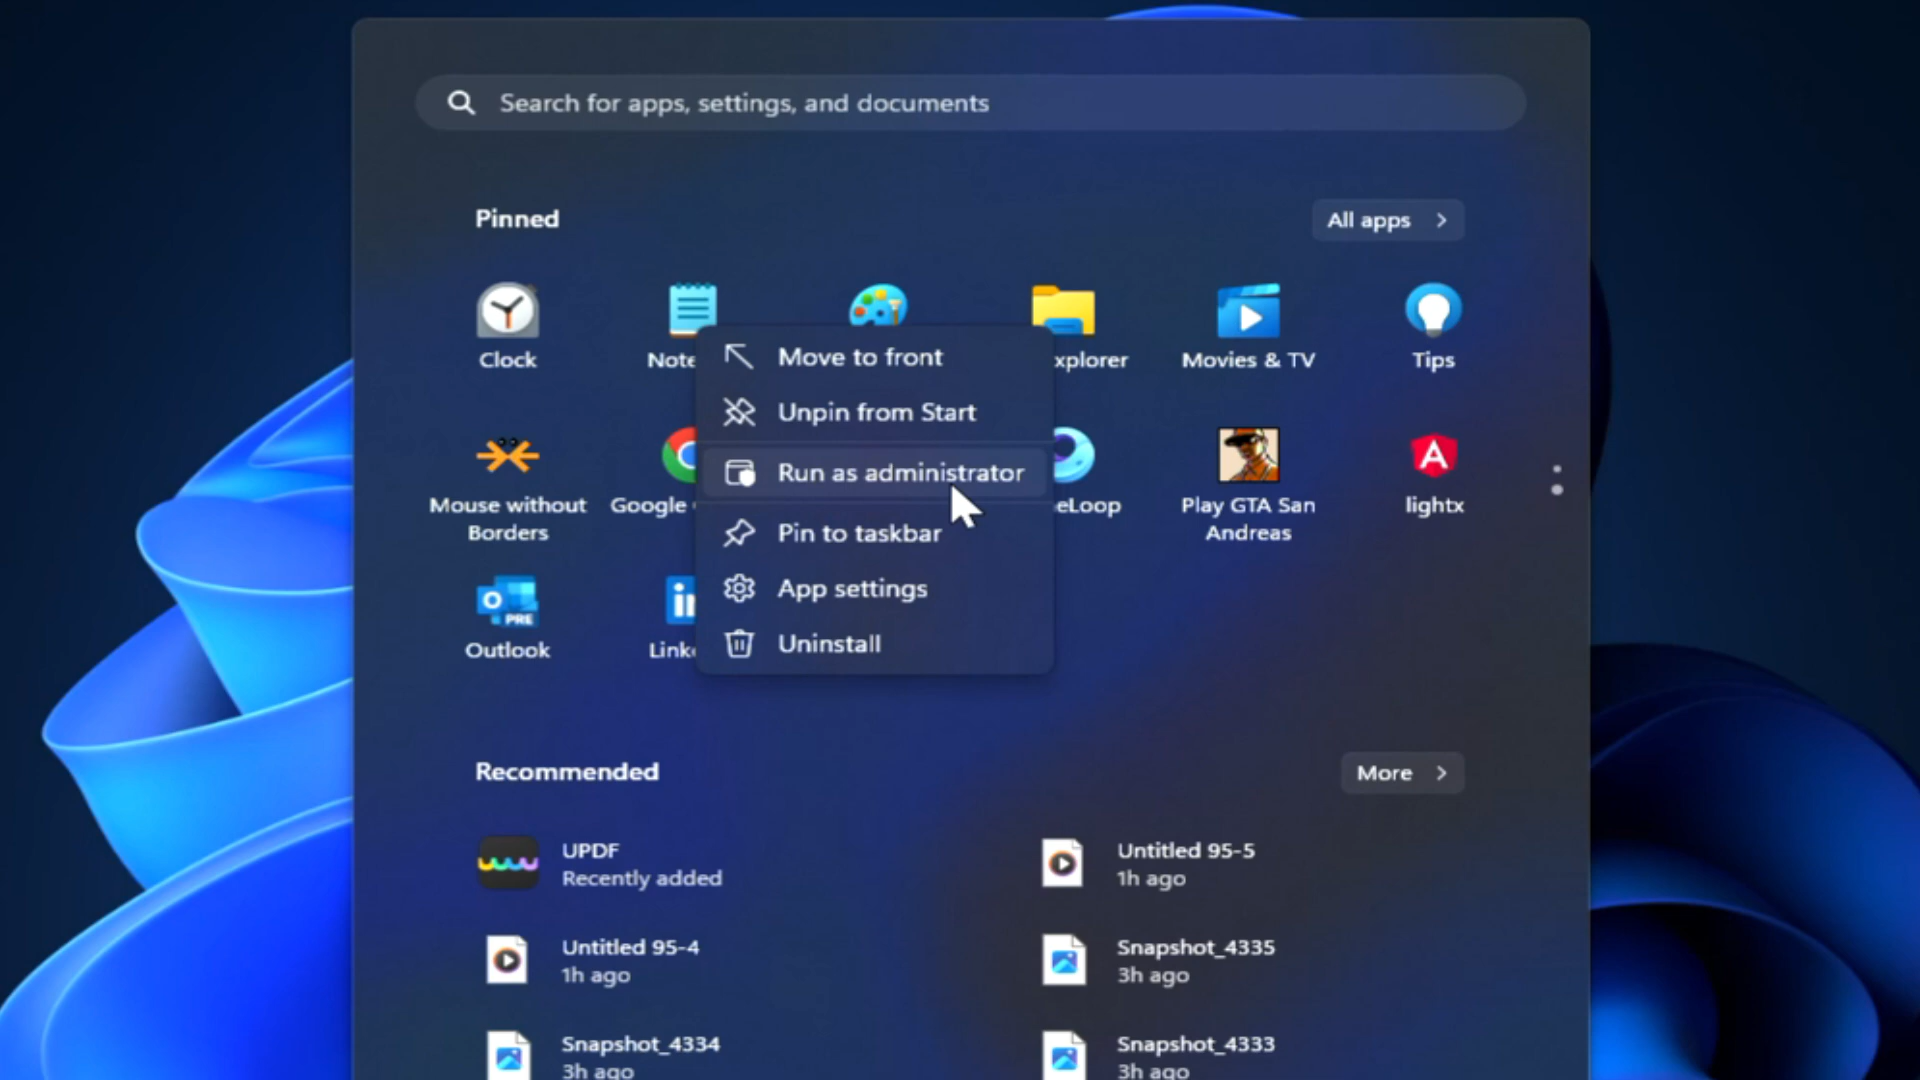 Search for apps, settings, and documents
Pinned
All apps
Clock
Note
xplorer
Movies & TV
Tips
Move to front
Unpin from Start
Run as administrator
Pin to taskbar
App settings
Uninstall
Mouse without
Borders
Google
eLoop
Play GTA San
Andreas
lightx
O
PRE
Outlook
in
Link
Recommended
More
UPDF
Recently added
Untitled 95-5
1h ago
Untitled 95-4
1h ago
Snapshot_4335
3h ago
Snapshot_4334
3h ago
Snapshot_4333
3h ago